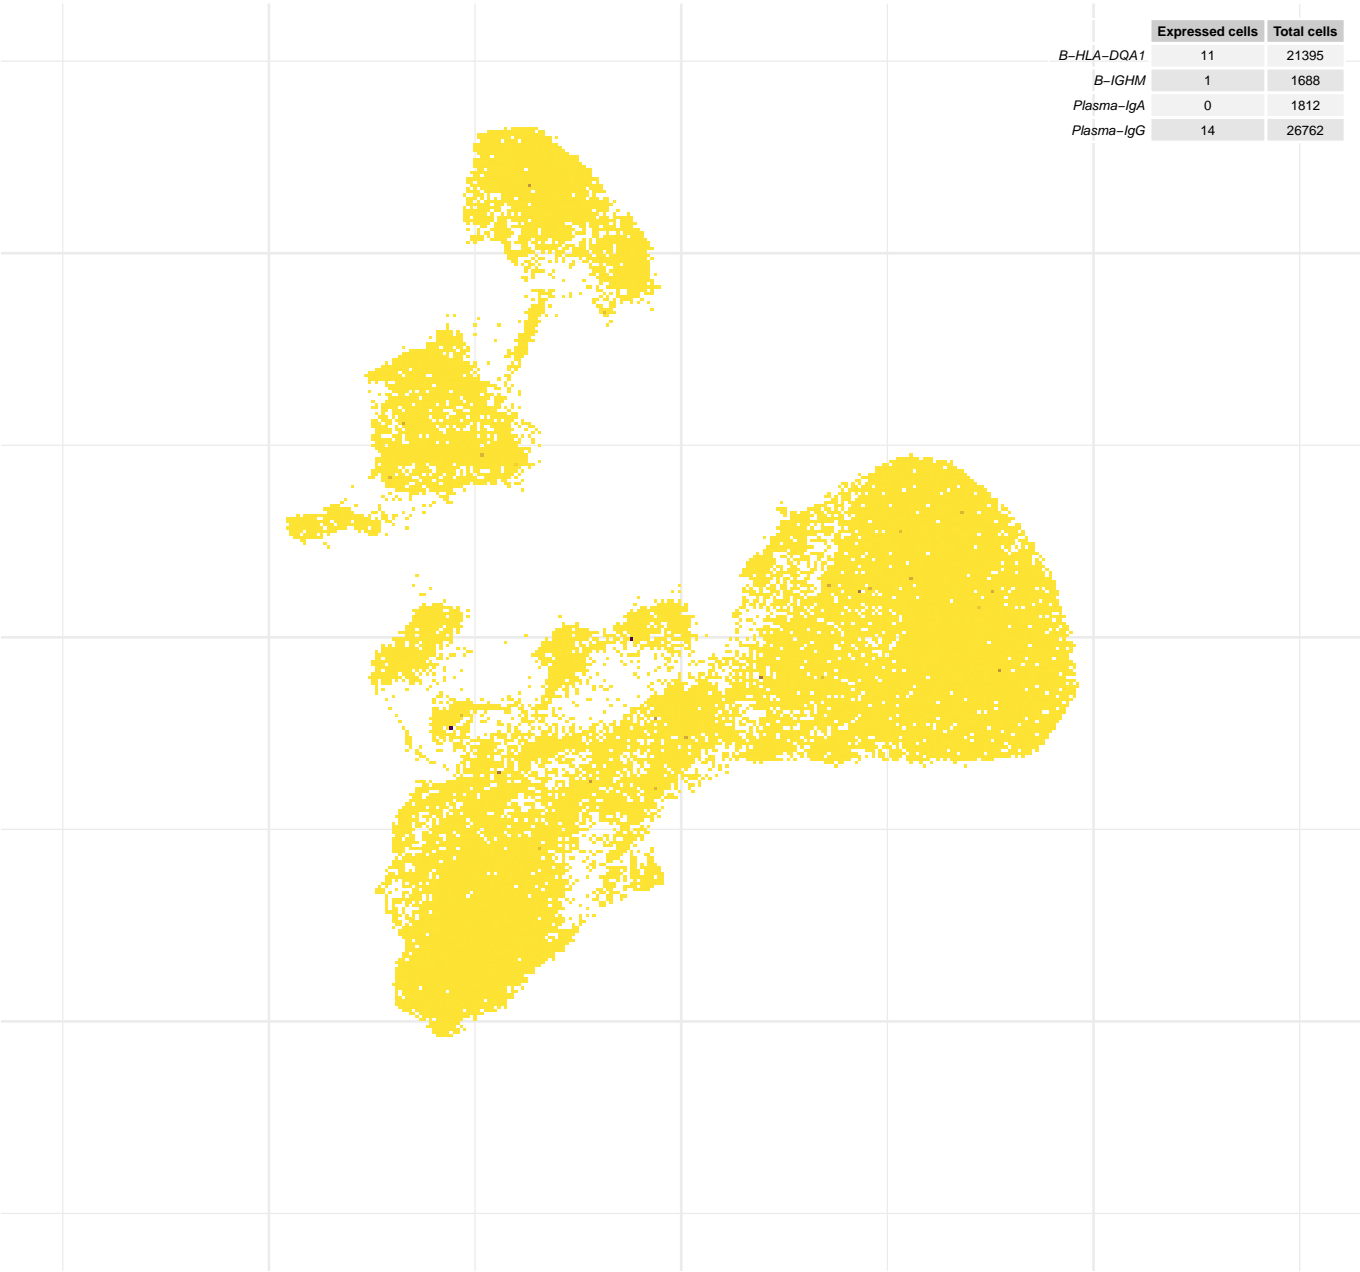 Expressed cells Total cells
B−HLA−DQA1 11 21395
B−IGHM 1 1688
Plasma−IgA 0 1812
Plasma−IgG 14 26762